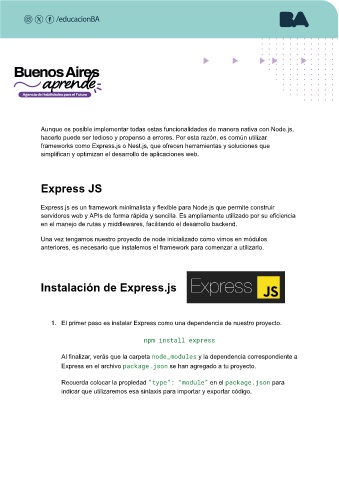 /educacionBA
BA
Buenos Aires
aprende
Agencia de Habilidades para el Futuro
Aunque es posible implementar todas estas funcionalidades de manera nativa con Node.js,
hacerlo puede ser tedioso y propenso a errores. Por esta razón, es común utilizar
frameworks como Express.js o Nest.js, que ofrecen herramientas y soluciones que
simplifican y optimizan el desarrollo de aplicaciones web.
Express JS
Express.js es un framework minimalista y flexible para Node.js que permite construir
servidores web y APIs de forma rápida y sencilla. Es ampliamente utilizado por su eficiencia
en el manejo de rutas y middlewares, facilitando el desarrollo backend.
Una vez tengamos nuestro proyecto de node inicializado como vimos en módulos
anteriores, es necesario que instalemos el framework para comenzar a utilizarlo.
Instalación de Express.js
Express JS
1. El primer paso es instalar Express como una dependencia de nuestro proyecto.
npm install express
Al finalizar, verás que la carpeta node_modules y la dependencia correspondiente a
Express en el archivo package.json se han agregado a tu proyecto.
Recuerda colocar la propiedad "type": "module" en el package.json para
indicar que utilizaremos esa sintaxis para importar y exportar código.